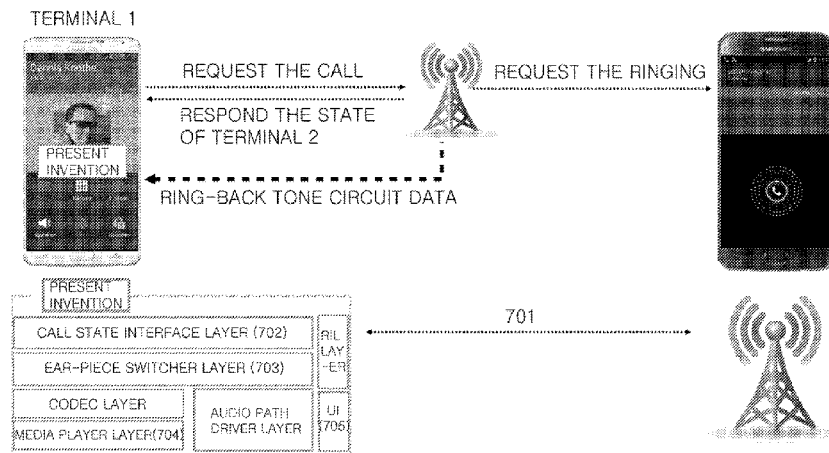 TERMINAL 1
REQUEST THE CALL
REQUEST THE RINGING
RESPOND THE STATE
OF TERMINAL 2
PRESENT
INVENTION
RING-BACK TONE CIRCUIT DATA
PRESENT
INVENTION
701
CALL STATE INTERFACE LAYER (702)
RIL
LAY
-ER
EAR-PIECE SWITCHER LAYER (703)
CODEC LAYER
AUDIO PATH
DRIVER LAYER
UI
(705)
MEDIA PLAYER LAYER(704)